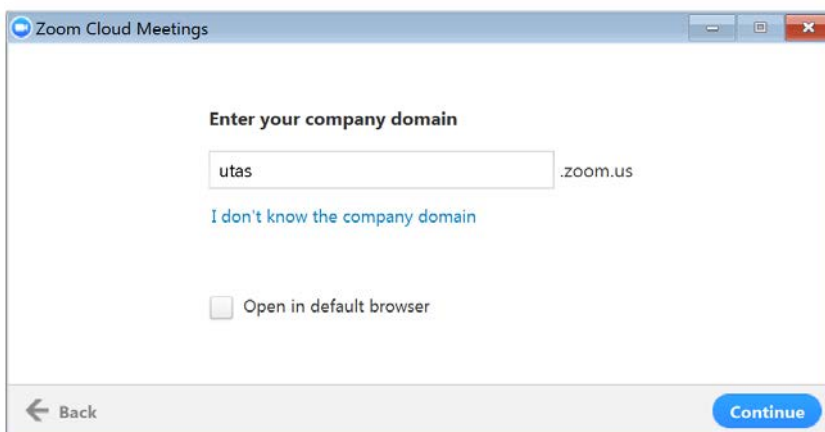 Zoom Cloud Meetings
Enter your company domain
utas .zoom.us
I don't know the company domain
Open in default browser
Back
Continue